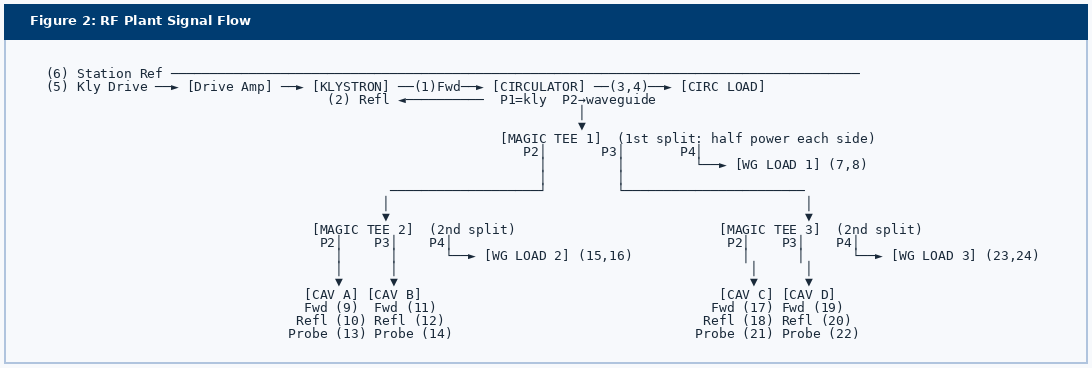 Figure 2: RF Plant Signal Flow
(6) Station Ref ────────────────────────────────────────
(5) Kly Drive ──► [Drive Amp] ──► [KLYSTRON] ──(1)Fwd──► [CIRCULATOR] ──(3,4)──► [CIRC LOAD]
(2) Refl ◄────────── P1=kly P2→waveguide
│
▼
[MAGIC TEE 1] (1st split: half power each side)
P2│ P3│ P4│
│ │ └──► [WG LOAD 1] (7,8)
│ │
────────────────────┘ └────────────────────────
│ │
▼ ▼
[MAGIC TEE 2] (2nd split) [MAGIC TEE 3] (2nd split)
P2│ P3│ P4│ P2│ P3│ P4│
│ │ └──► [WG LOAD 2] (15,16) │ │ └──► [WG LOAD 3] (23,24)
│ │ │ │
▼ ▼ ▼ ▼
[CAV A] [CAV B] [CAV C] [CAV D]
Fwd (9) Fwd (11) Fwd (17) Fwd (19)
Refl (10) Refl (12) Refl (18) Refl (20)
Probe (13) Probe (14) Probe (21) Probe (22)